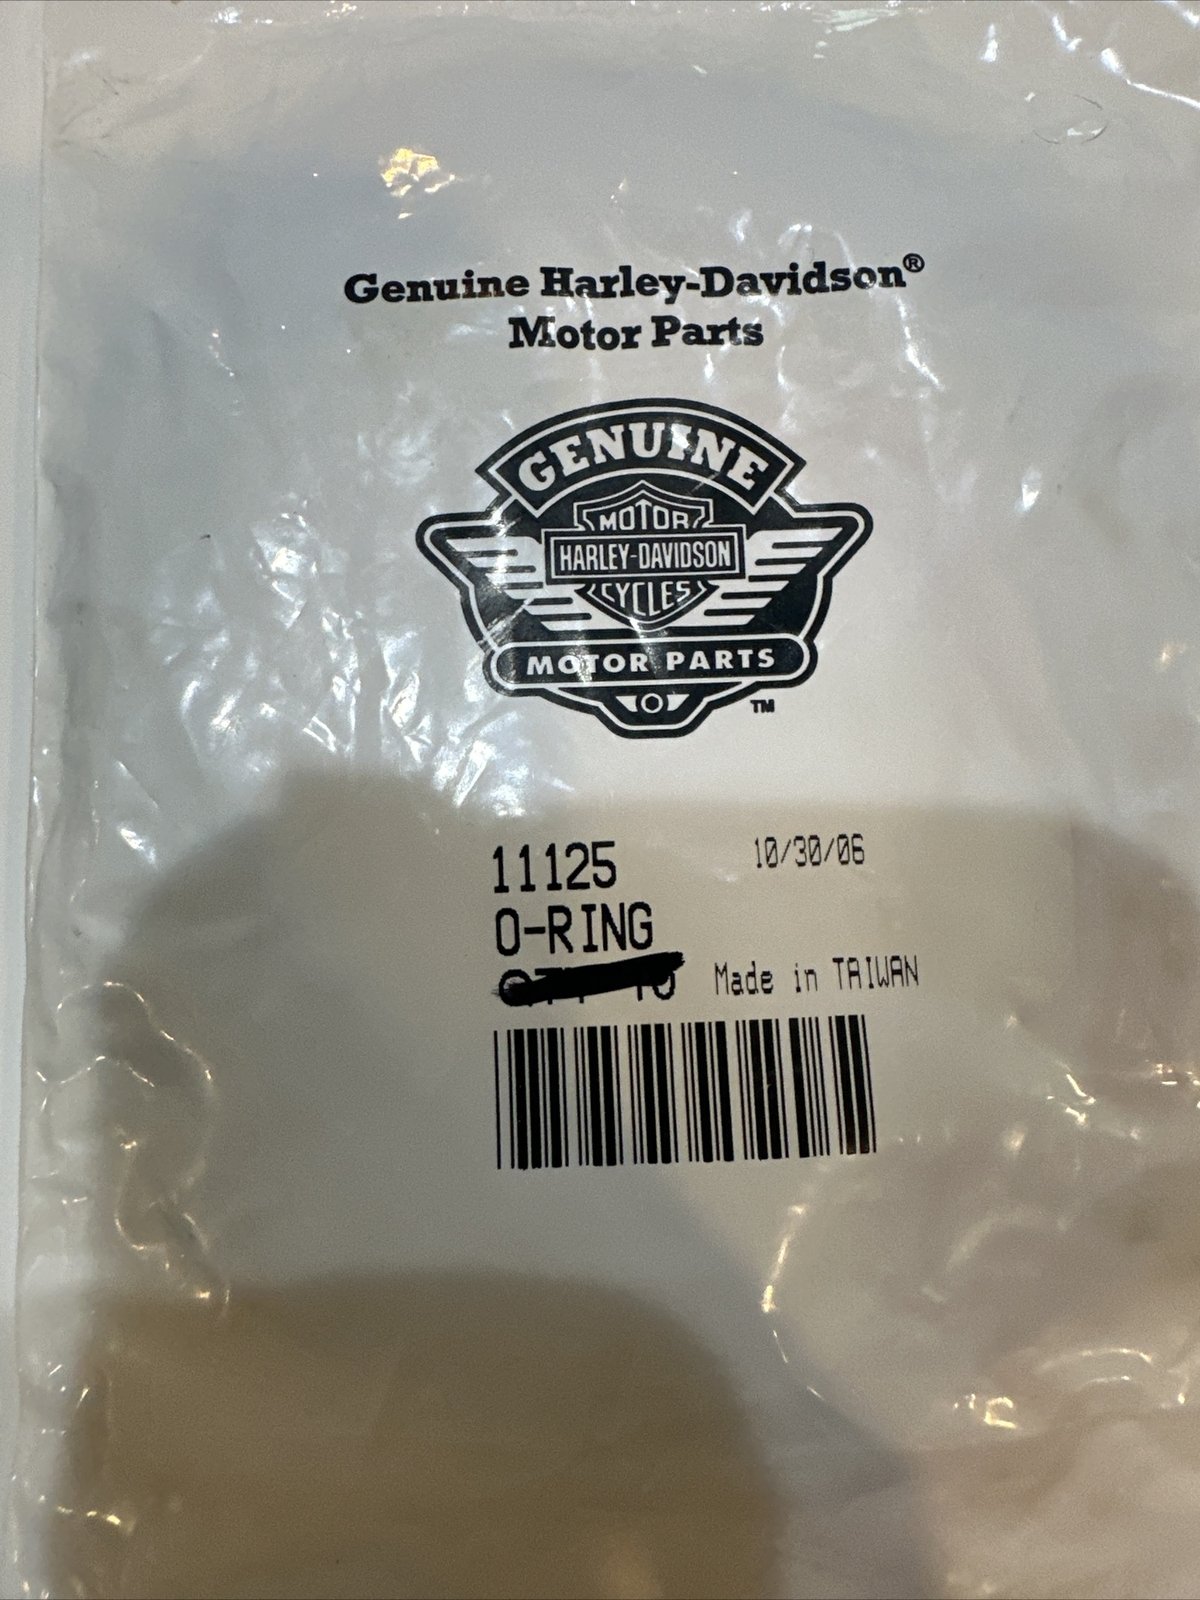 Genuine Harley-Davidson®
Motor Parts
GENUINE
MOTOR
HARLEY-DAVIDSON
CYCLES
MOTOR PARTS
TM
11125 10/30/06
O-RING
Made in TAIWAN